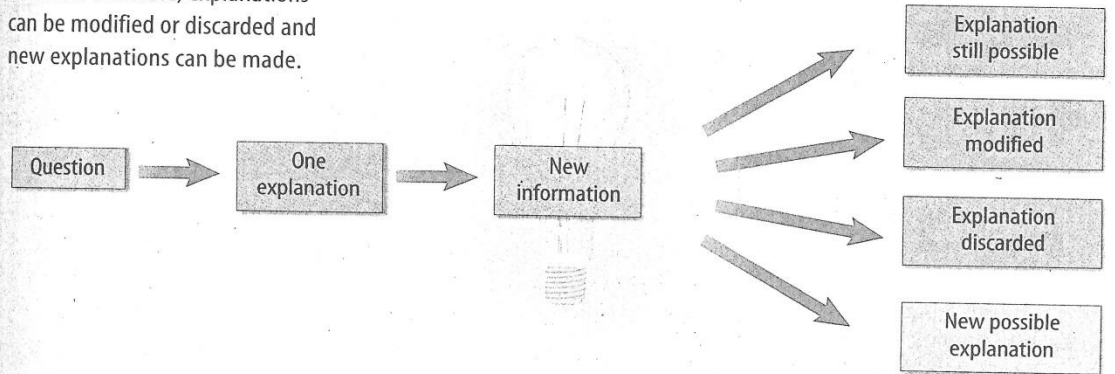 explanations
can be modified or discarded and
new explanations can be made.
Question
One
explanation
New
information
Explanation
still possible
Explanation
modified
Explanation
discarded
New possible
explanation